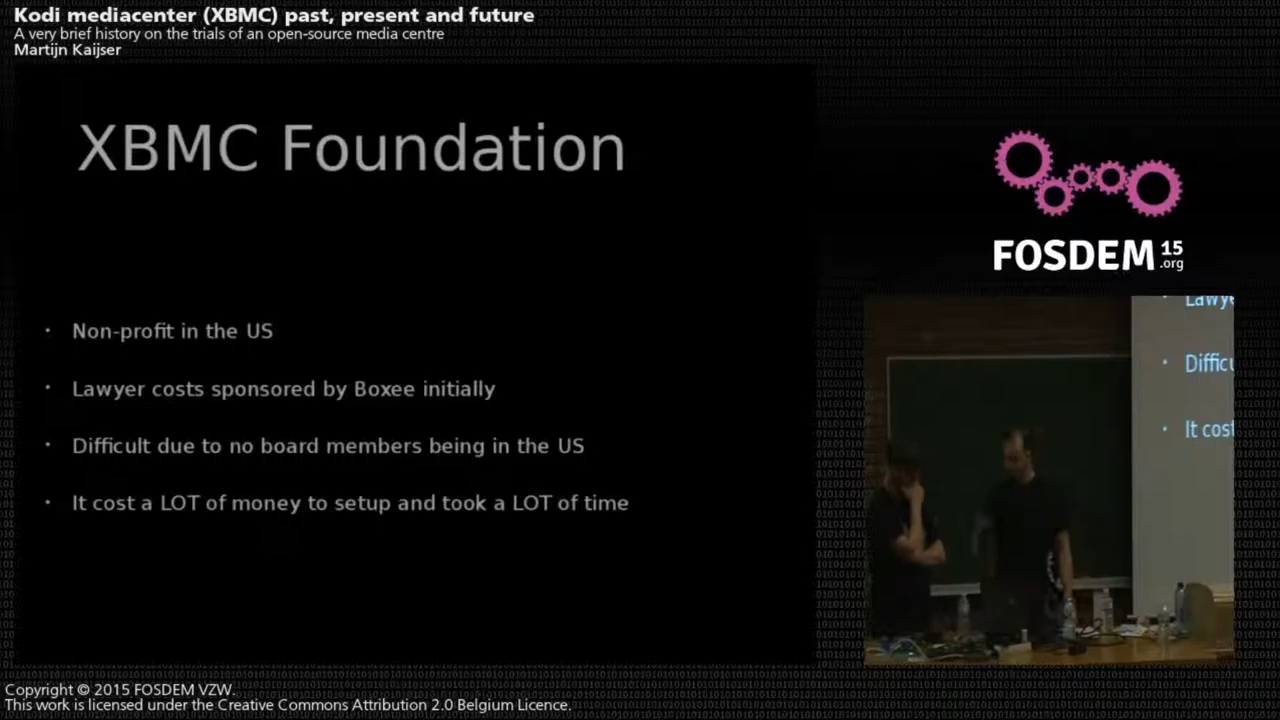 Kodi mediacenter (XBMC) past, present and future
A very brief history on the trials of an open-source media centre
Martijn Kaijser
XBMC Foundation
• Non-profit in the US
• Lawyer costs sponsored by Boxee initially
• Difficult due to no board members being in the US
• It cost a LOT of money to setup and took a LOT of time
FOSDEM 15
.org
• Lawye
• Difficu
• It cost
Copyright © 2015 FOSDEM VZW.
This work is licensed under the Creative Commons Attribution 2.0 Belgium Licence.